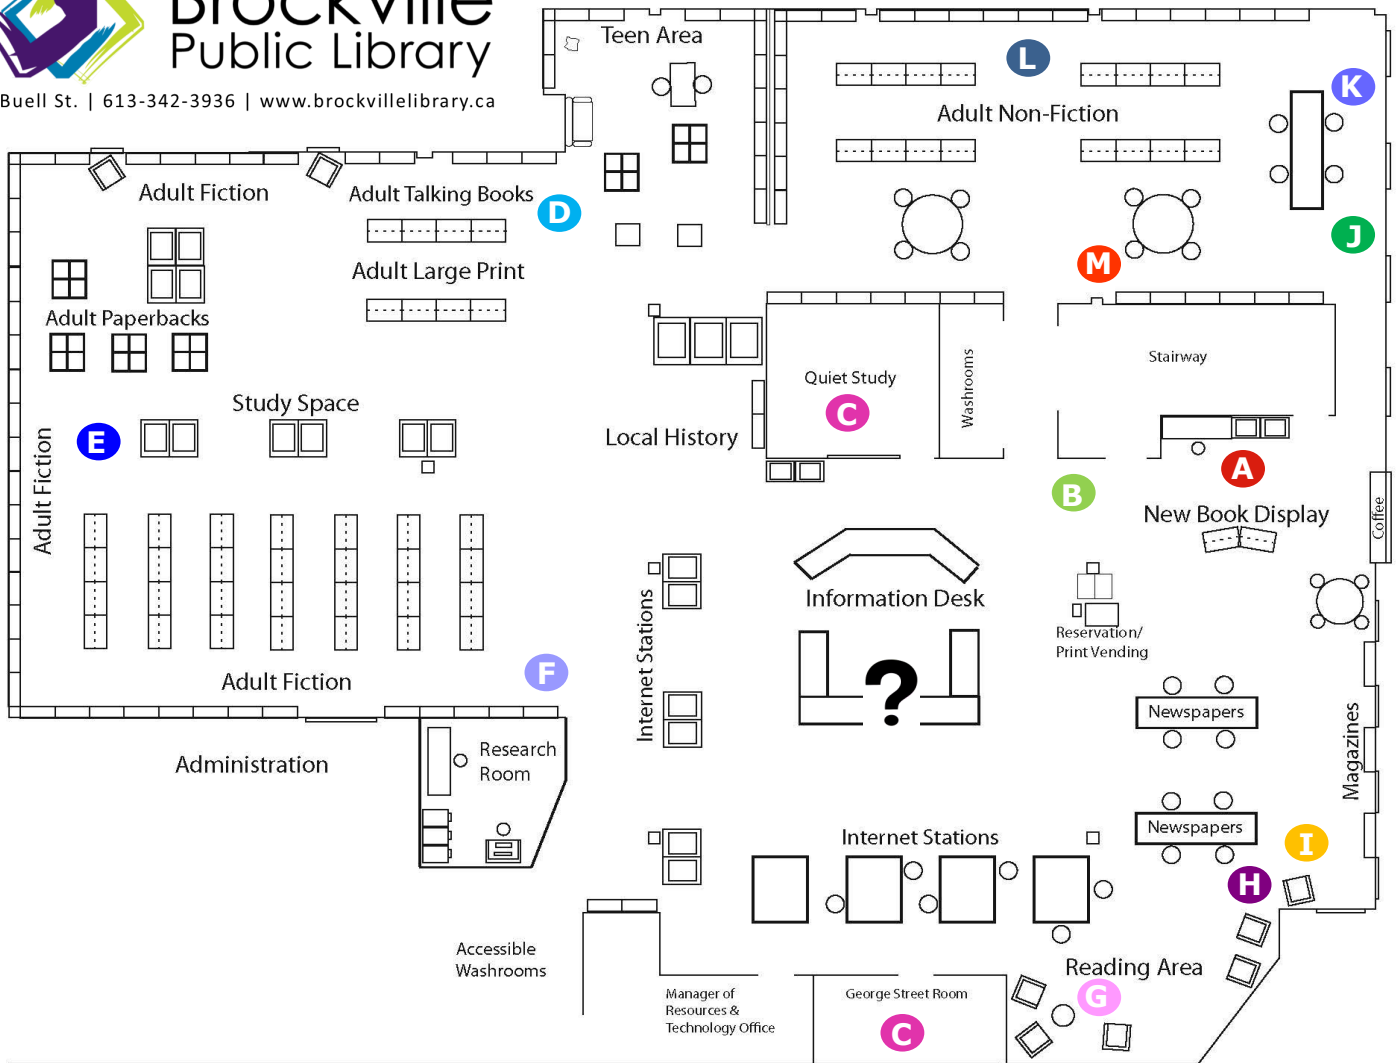 Brockville
Public Library
Buell St. | 613-342-3936 | www.brockvillelibrary.ca
Teen Area
L
K
Adult Non-Fiction
Adult Fiction
Adult Talking Books
D
J
M
Adult Large Print
Adult Paperbacks
Stairway
Quiet Study
Washrooms
C
Study Space
E
Local History
Adult Fiction
A
B
New Book Display
Coffee
Information Desk
Internet Stations
Reservation/
Print Vending
F
Adult Fiction
?
Newspapers
Magazines
Research
Room
Administration
Newspapers
Internet Stations
I
H
Accessible
Washrooms
Reading Area
G
Manager of
Resources &
Technology Office
George Street Room
C